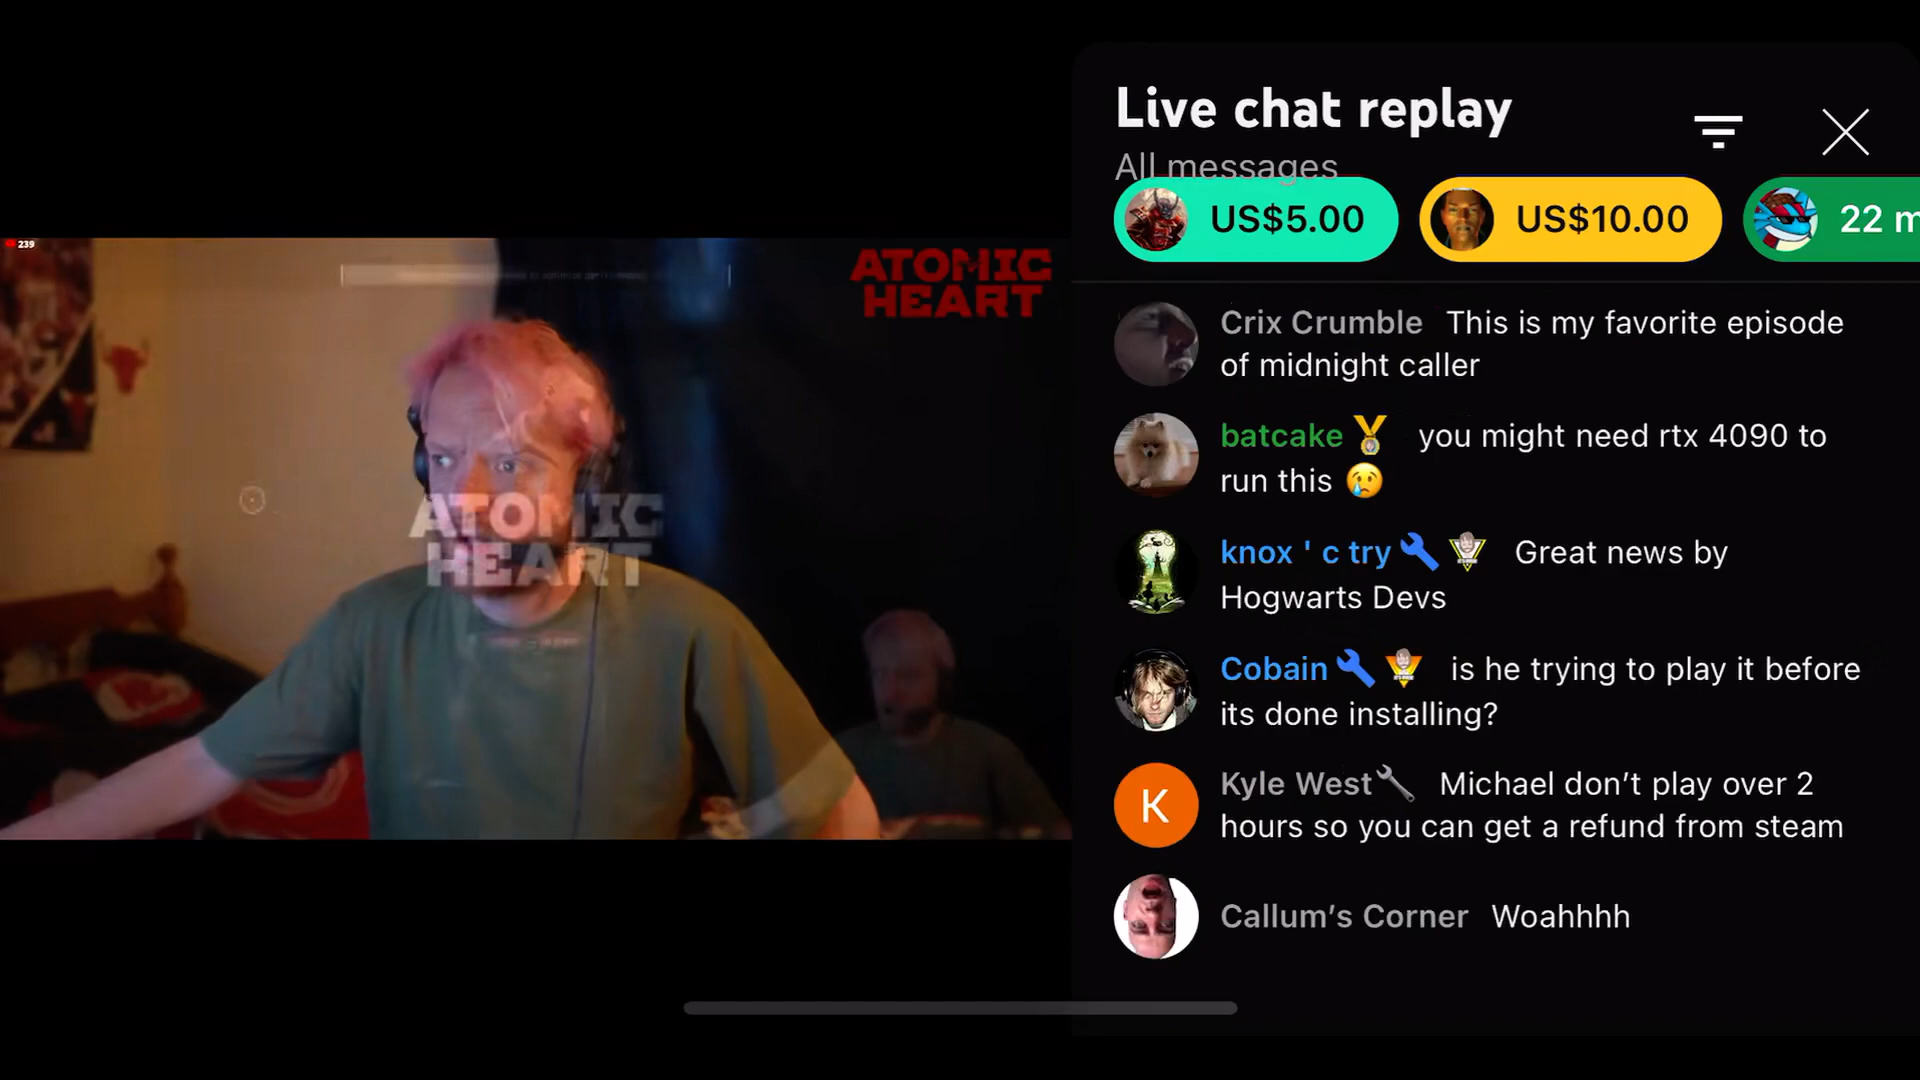 239
ATOMIC
HEART
ATOMIC
HEART
Live chat replay
All messages
US$5.00
US$10.00
22 m
Crix Crumble This is my favorite episode
of midnight caller
batcake you might need rtx 4090 to
run this 😢
knox ' c try Great news by
Hogwarts Devs
Cobain is he trying to play it before
its done installing?
K
Kyle West Michael don’t play over 2
hours so you can get a refund from steam
Callum’s Corner Woahhhh